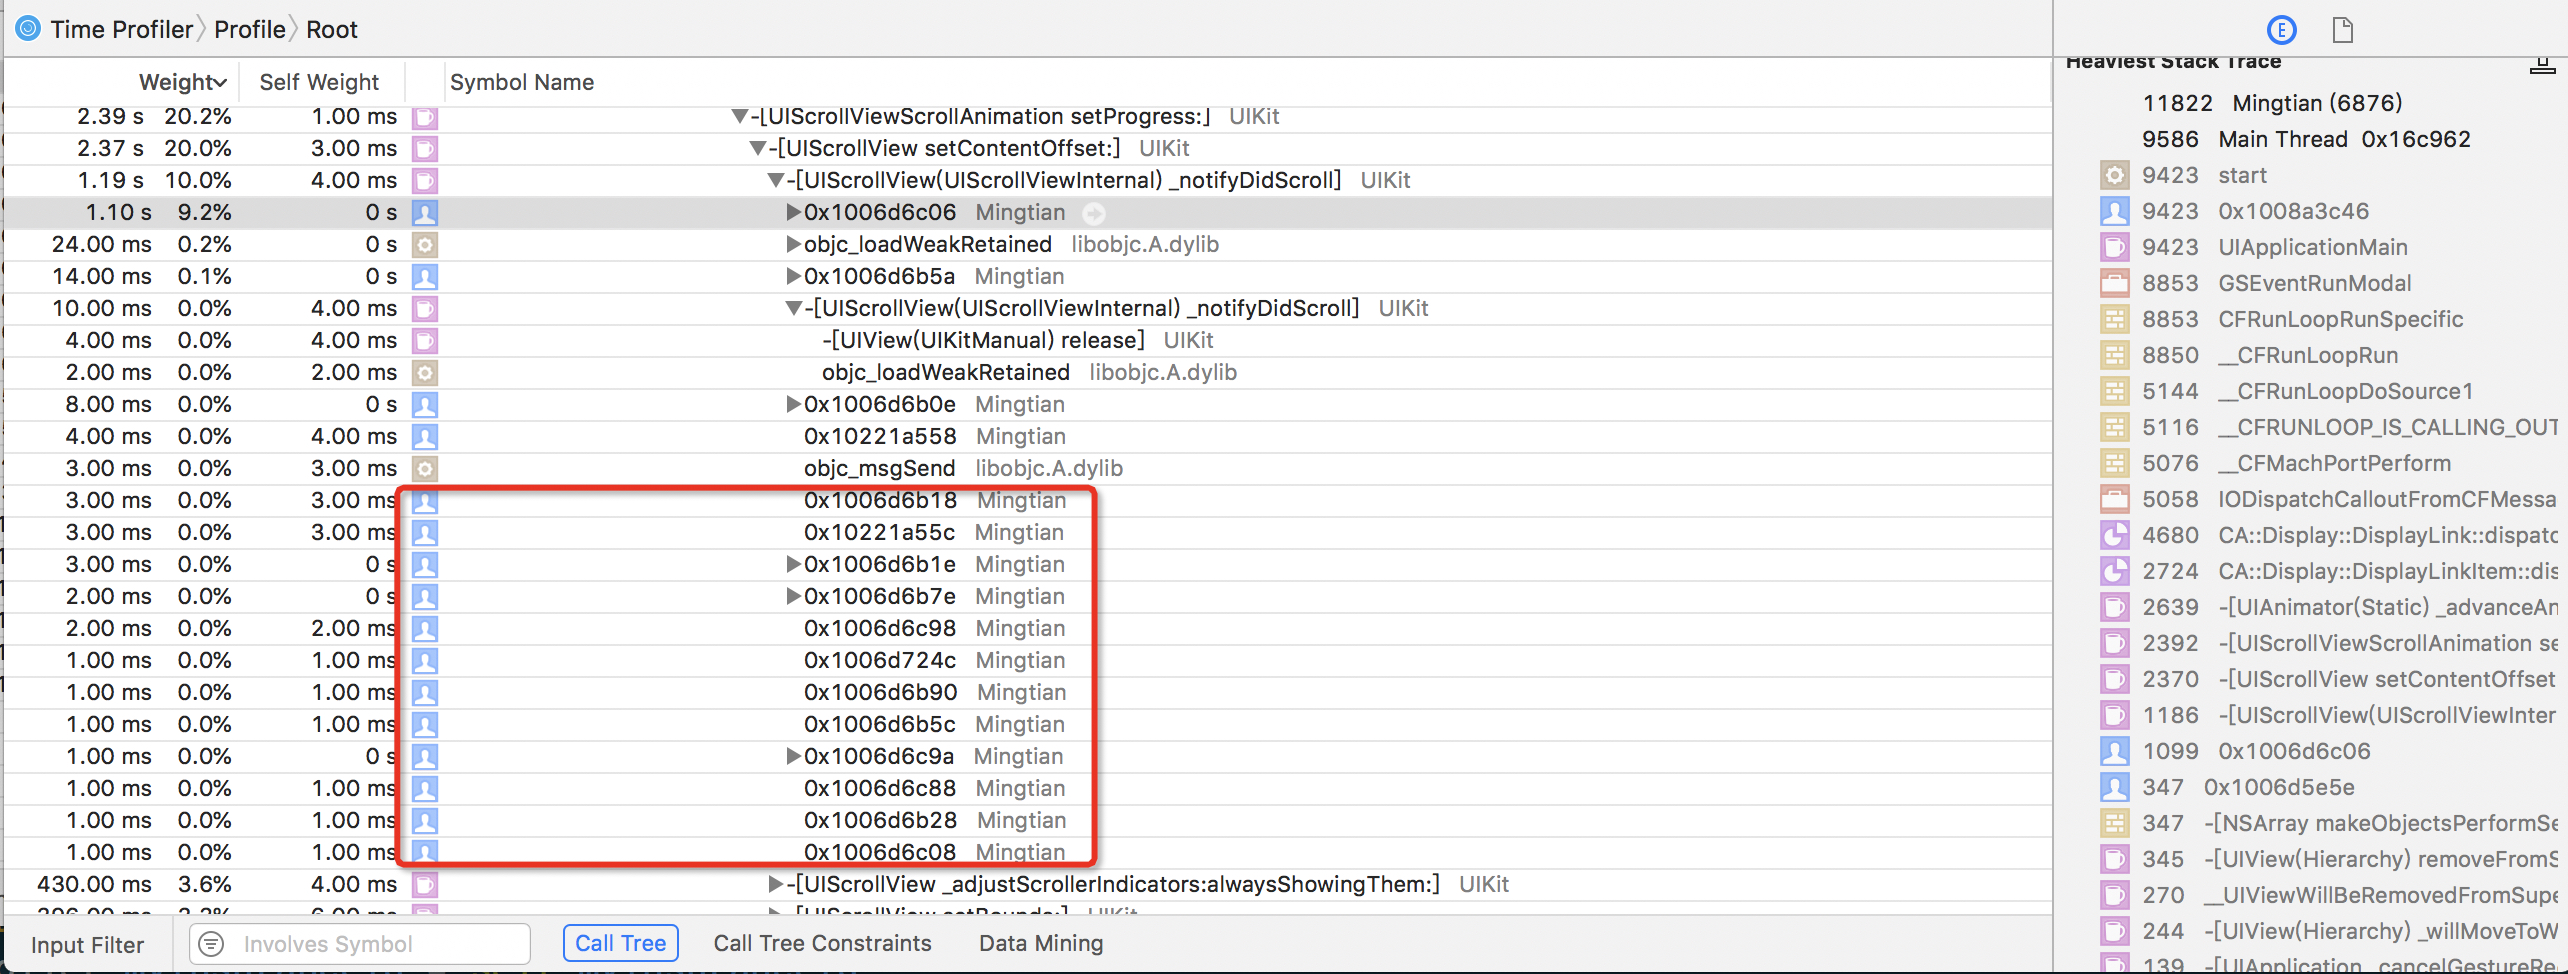 Time Profiler Profile Root
Weight Self Weight Symbol Name
2.39 s 20.2% 1.00 ms -[UIScrollViewScrollAnimation setProgress:] UIKit
2.37 s 20.0% 3.00 ms -[UIScrollView setContentOffset:] UIKit
1.19 s 10.0% 4.00 ms -[UIScrollView(UIScrollViewInternal) _notifyDidScroll] UIKit
1.10 s 9.2% 0 s 0x1006d6c06 Mingtian
24.00 ms 0.2% 0 s objc_loadWeakRetained libobjc.A.dylib
14.00 ms 0.1% 0 s 0x1006d6b5a Mingtian
10.00 ms 0.0% 4.00 ms -[UIScrollView(UIScrollViewInternal) _notifyDidScroll] UIKit
4.00 ms 0.0% 4.00 ms -[UIView(UIKitManual) release] UIKit
2.00 ms 0.0% 2.00 ms objc_loadWeakRetained libobjc.A.dylib
8.00 ms 0.0% 0 s 0x1006d6b0e Mingtian
4.00 ms 0.0% 4.00 ms 0x10221a558 Mingtian
3.00 ms 0.0% 3.00 ms objc_msgSend libobjc.A.dylib
3.00 ms 0.0% 3.00 ms 0x1006d6b18 Mingtian
3.00 ms 0.0% 3.00 ms 0x10221a55c Mingtian
3.00 ms 0.0% 0 s 0x1006d6b1e Mingtian
2.00 ms 0.0% 0 s 0x1006d6b7e Mingtian
2.00 ms 0.0% 2.00 ms 0x1006d6c98 Mingtian
1.00 ms 0.0% 1.00 ms 0x1006d724c Mingtian
1.00 ms 0.0% 1.00 ms 0x1006d6b90 Mingtian
1.00 ms 0.0% 1.00 ms 0x1006d6b5c Mingtian
1.00 ms 0.0% 0 s 0x1006d6c9a Mingtian
1.00 ms 0.0% 1.00 ms 0x1006d6c88 Mingtian
1.00 ms 0.0% 1.00 ms 0x1006d6b28 Mingtian
1.00 ms 0.0% 1.00 ms 0x1006d6c08 Mingtian
430.00 ms 3.6% 4.00 ms -[UIScrollView _adjustScrollerIndicators:alwaysShowingThem:] UIKit
-[UIScrollView setBounds:] UIKit
Input Filter Involves Symbol Call Tree Call Tree Constraints Data Mining
E
Heaviest Stack Trace
11822 Mingtian (6876)
9586 Main Thread 0x16c962
9423 start
9423 0x1008a3c46
9423 UIApplicationMain
8853 GSEventRunModal
8853 CFRunLoopRunSpecific
8850 __CFRunLoopRun
5144 __CFRunLoopDoSource1
5116 __CFRUNLOOP_IS_CALLING_OUT
5076 __CFMachPortPerform
5058 IODispatchCalloutFromCFMessa
4680 CA::Display::DisplayLink::dispatc
2724 CA::Display::DisplayLinkItem::dis
2639 -[UIAnimator(Static) _advanceAn
2392 -[UIScrollViewScrollAnimation se
2370 -[UIScrollView setContentOffset
1186 -[UIScrollView(UIScrollViewInter
1099 0x1006d6c06
347 0x1006d5e5e
347 -[NSArray makeObjectsPerformSe
345 -[UIView(Hierarchy) removeFromS
270 __UIViewWillBeRemovedFromSupe
244 -[UIView(Hierarchy) _willMoveToW
139 -[UIApplication _cancelGestureRe